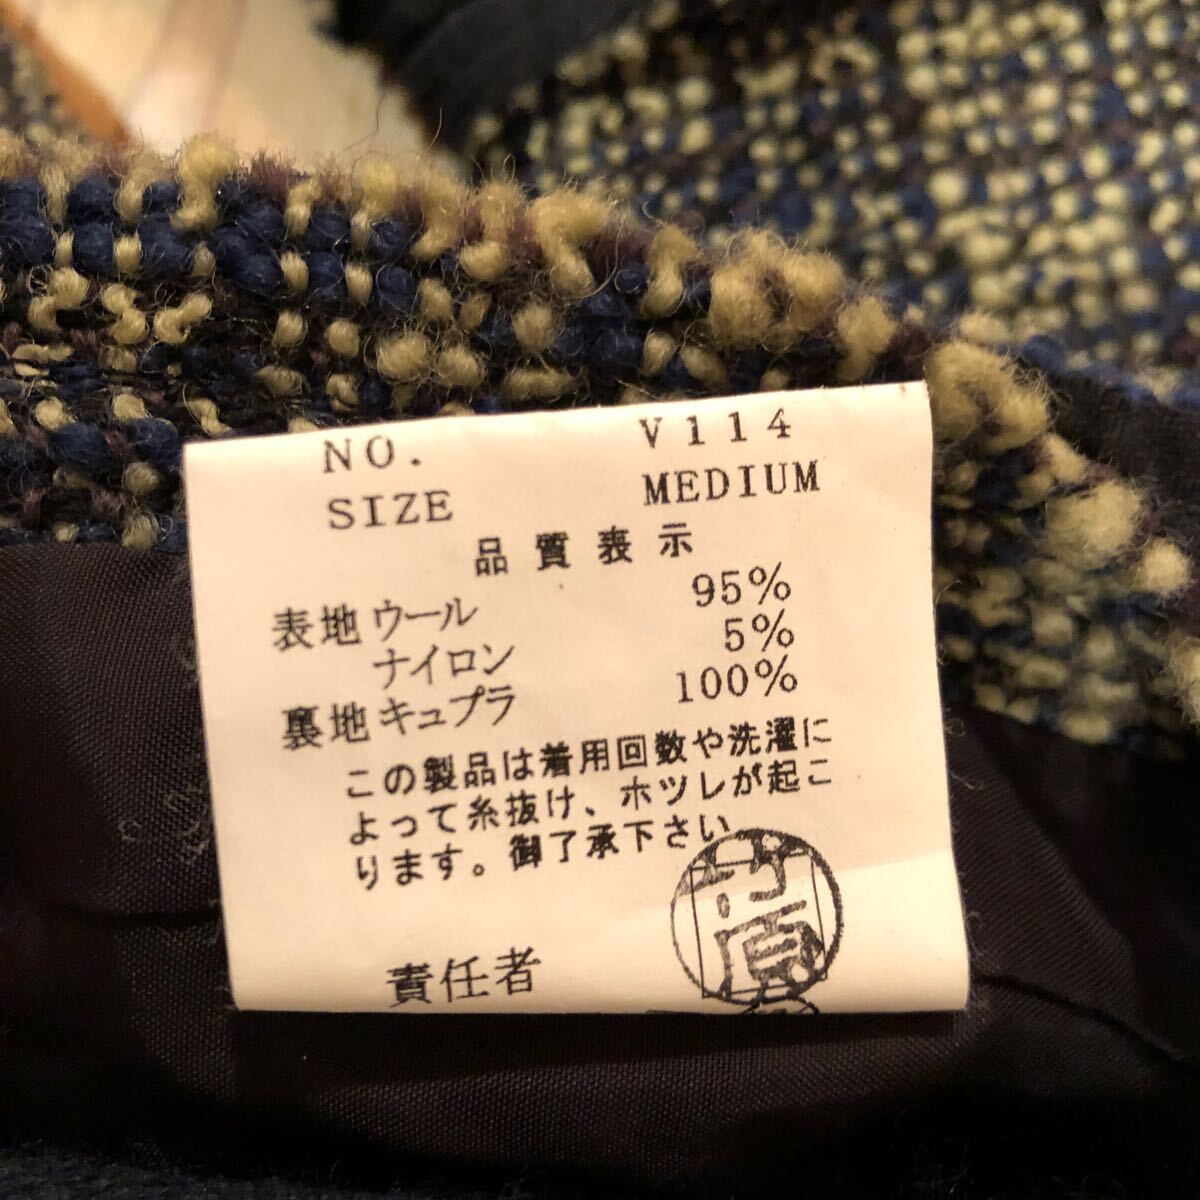 NO. V114
SIZE MEDIUM
品質表示
表地 ウール 95%
ナイロン 5%
裏地 キュプラ 100%
この製品は着用回数や洗濯に
よって糸抜け、ホツレが起こ
ります。御了承下さい
責任者